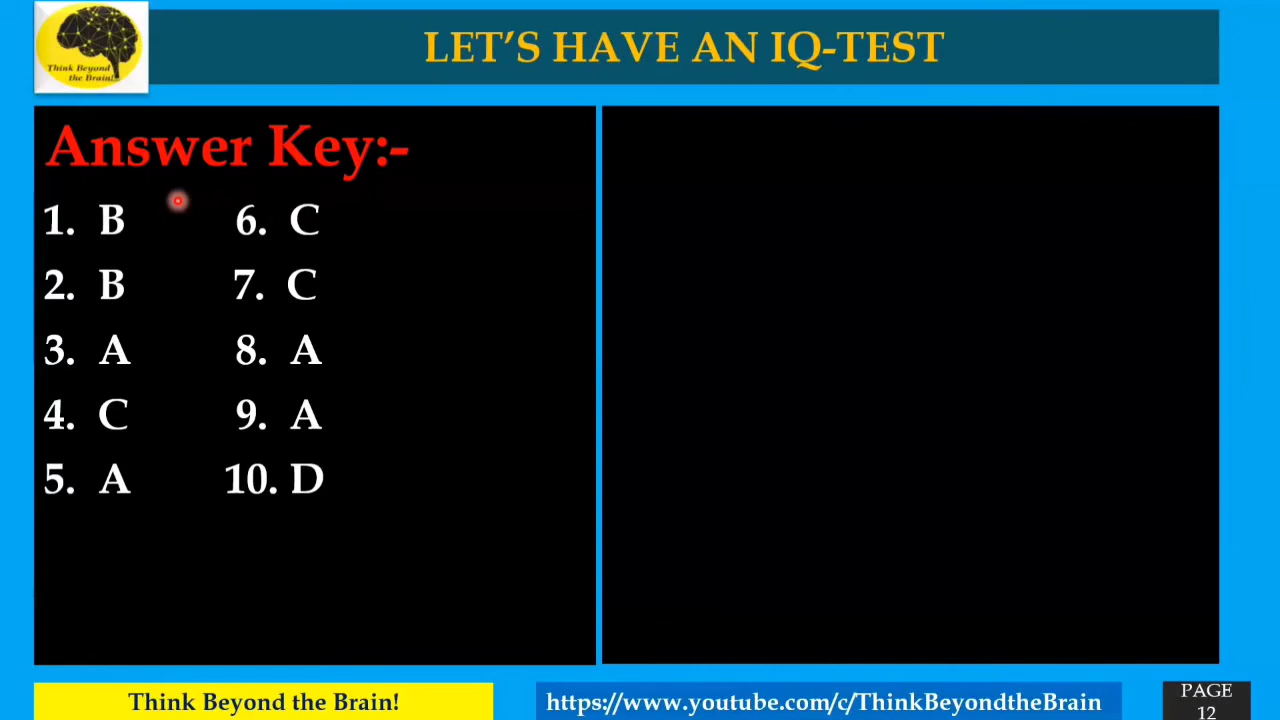 Think Beyond
the Brain!
LET'S HAVE AN IQ-TEST
Answer Key:-
1. B 6. C
2. B 7. C
3. A 8. A
4. C 9. A
5. A 10. D
Think Beyond the Brain!
https://www.youtube.com/c/ThinkBeyondtheBrain
PAGE
12